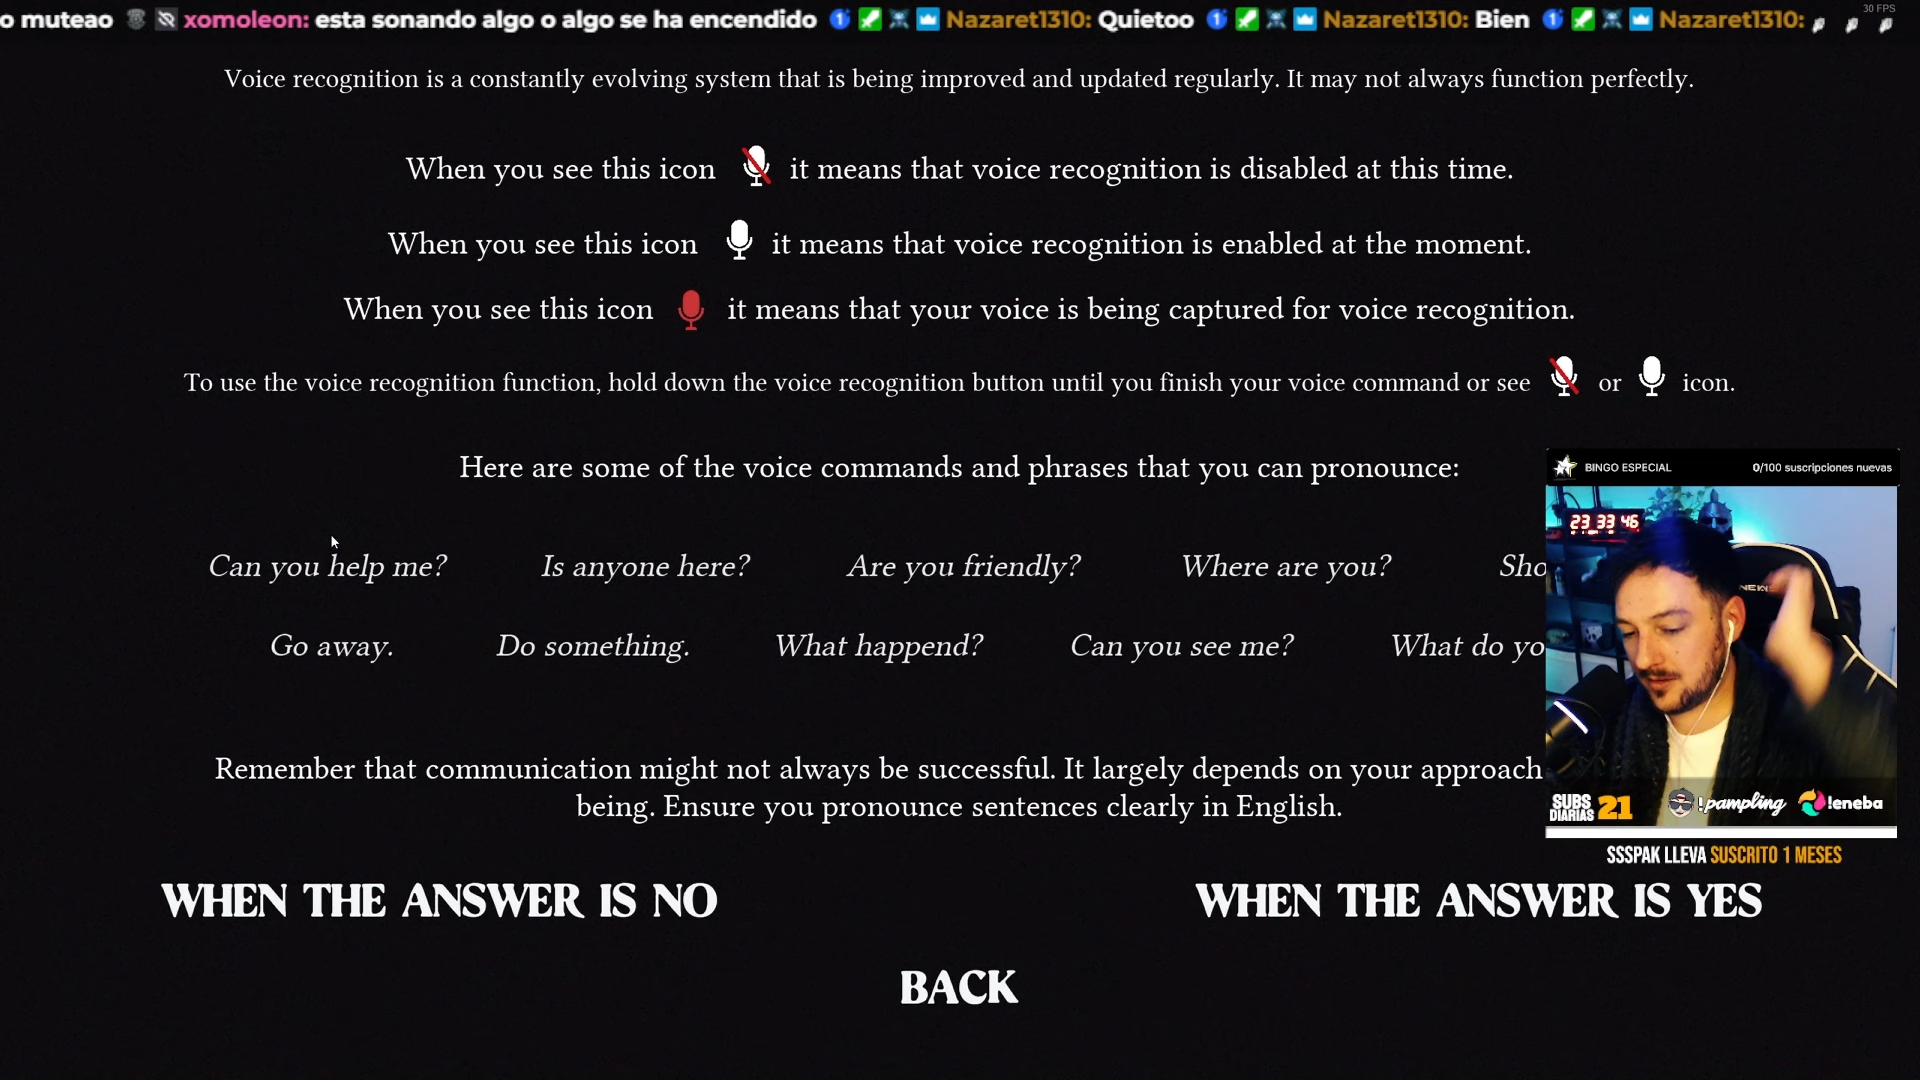 o muteao xomoleon: esta sonando algo o algo se ha encendido Nazaret1310: Quietoo Nazaret1310: Bien Nazaret1310:
30 FPS
Voice recognition is a constantly evolving system that is being improved and updated regularly. It may not always function perfectly.
When you see this icon it means that voice recognition is disabled at this time.
When you see this icon it means that voice recognition is enabled at the moment.
When you see this icon it means that your voice is being captured for voice recognition.
To use the voice recognition function, hold down the voice recognition button until you finish your voice command or see or icon.
Here are some of the voice commands and phrases that you can pronounce:
BINGO ESPECIAL 0/100 suscripciones nuevas
23 33 46
Can you help me? Is anyone here? Are you friendly? Where are you? Sho
Go away. Do something. What happend? Can you see me? What do yo
Remember that communication might not always be successful. It largely depends on your approach
being. Ensure you pronounce sentences clearly in English.
SUBS DIARIAS 21 !pampling !eneba
SSSPAK LLEVA SUSCRITO 1 MESES
WHEN THE ANSWER IS NO WHEN THE ANSWER IS YES
BACK